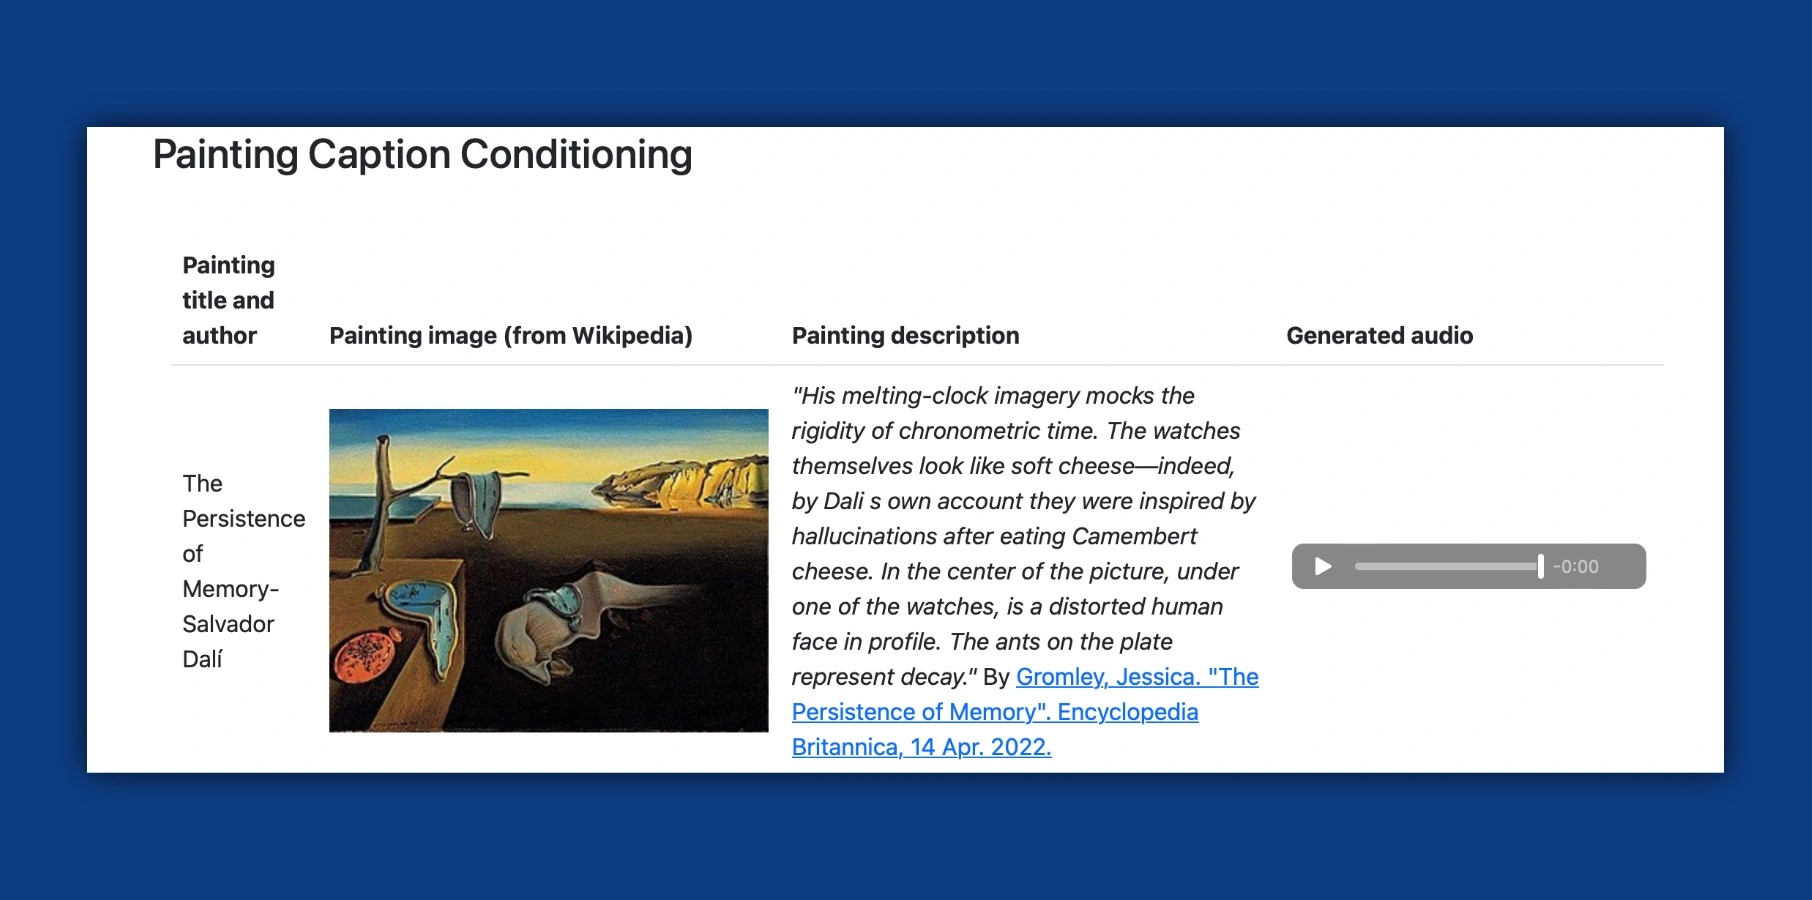 Painting Caption Conditioning
Painting
title and
author
Painting image (from Wikipedia)
Painting description
Generated audio
The
Persistence
of
Memory-
Salvador
Dalí
"His melting-clock imagery mocks the
rigidity of chronometric time. The watches
themselves look like soft cheese—indeed,
by Dali s own account they were inspired by
hallucinations after eating Camembert
cheese. In the center of the picture, under
one of the watches, is a distorted human
face in profile. The ants on the plate
represent decay." By Gromley, Jessica. "The
Persistence of Memory". Encyclopedia
Britannica, 14 Apr. 2022.
-0:00